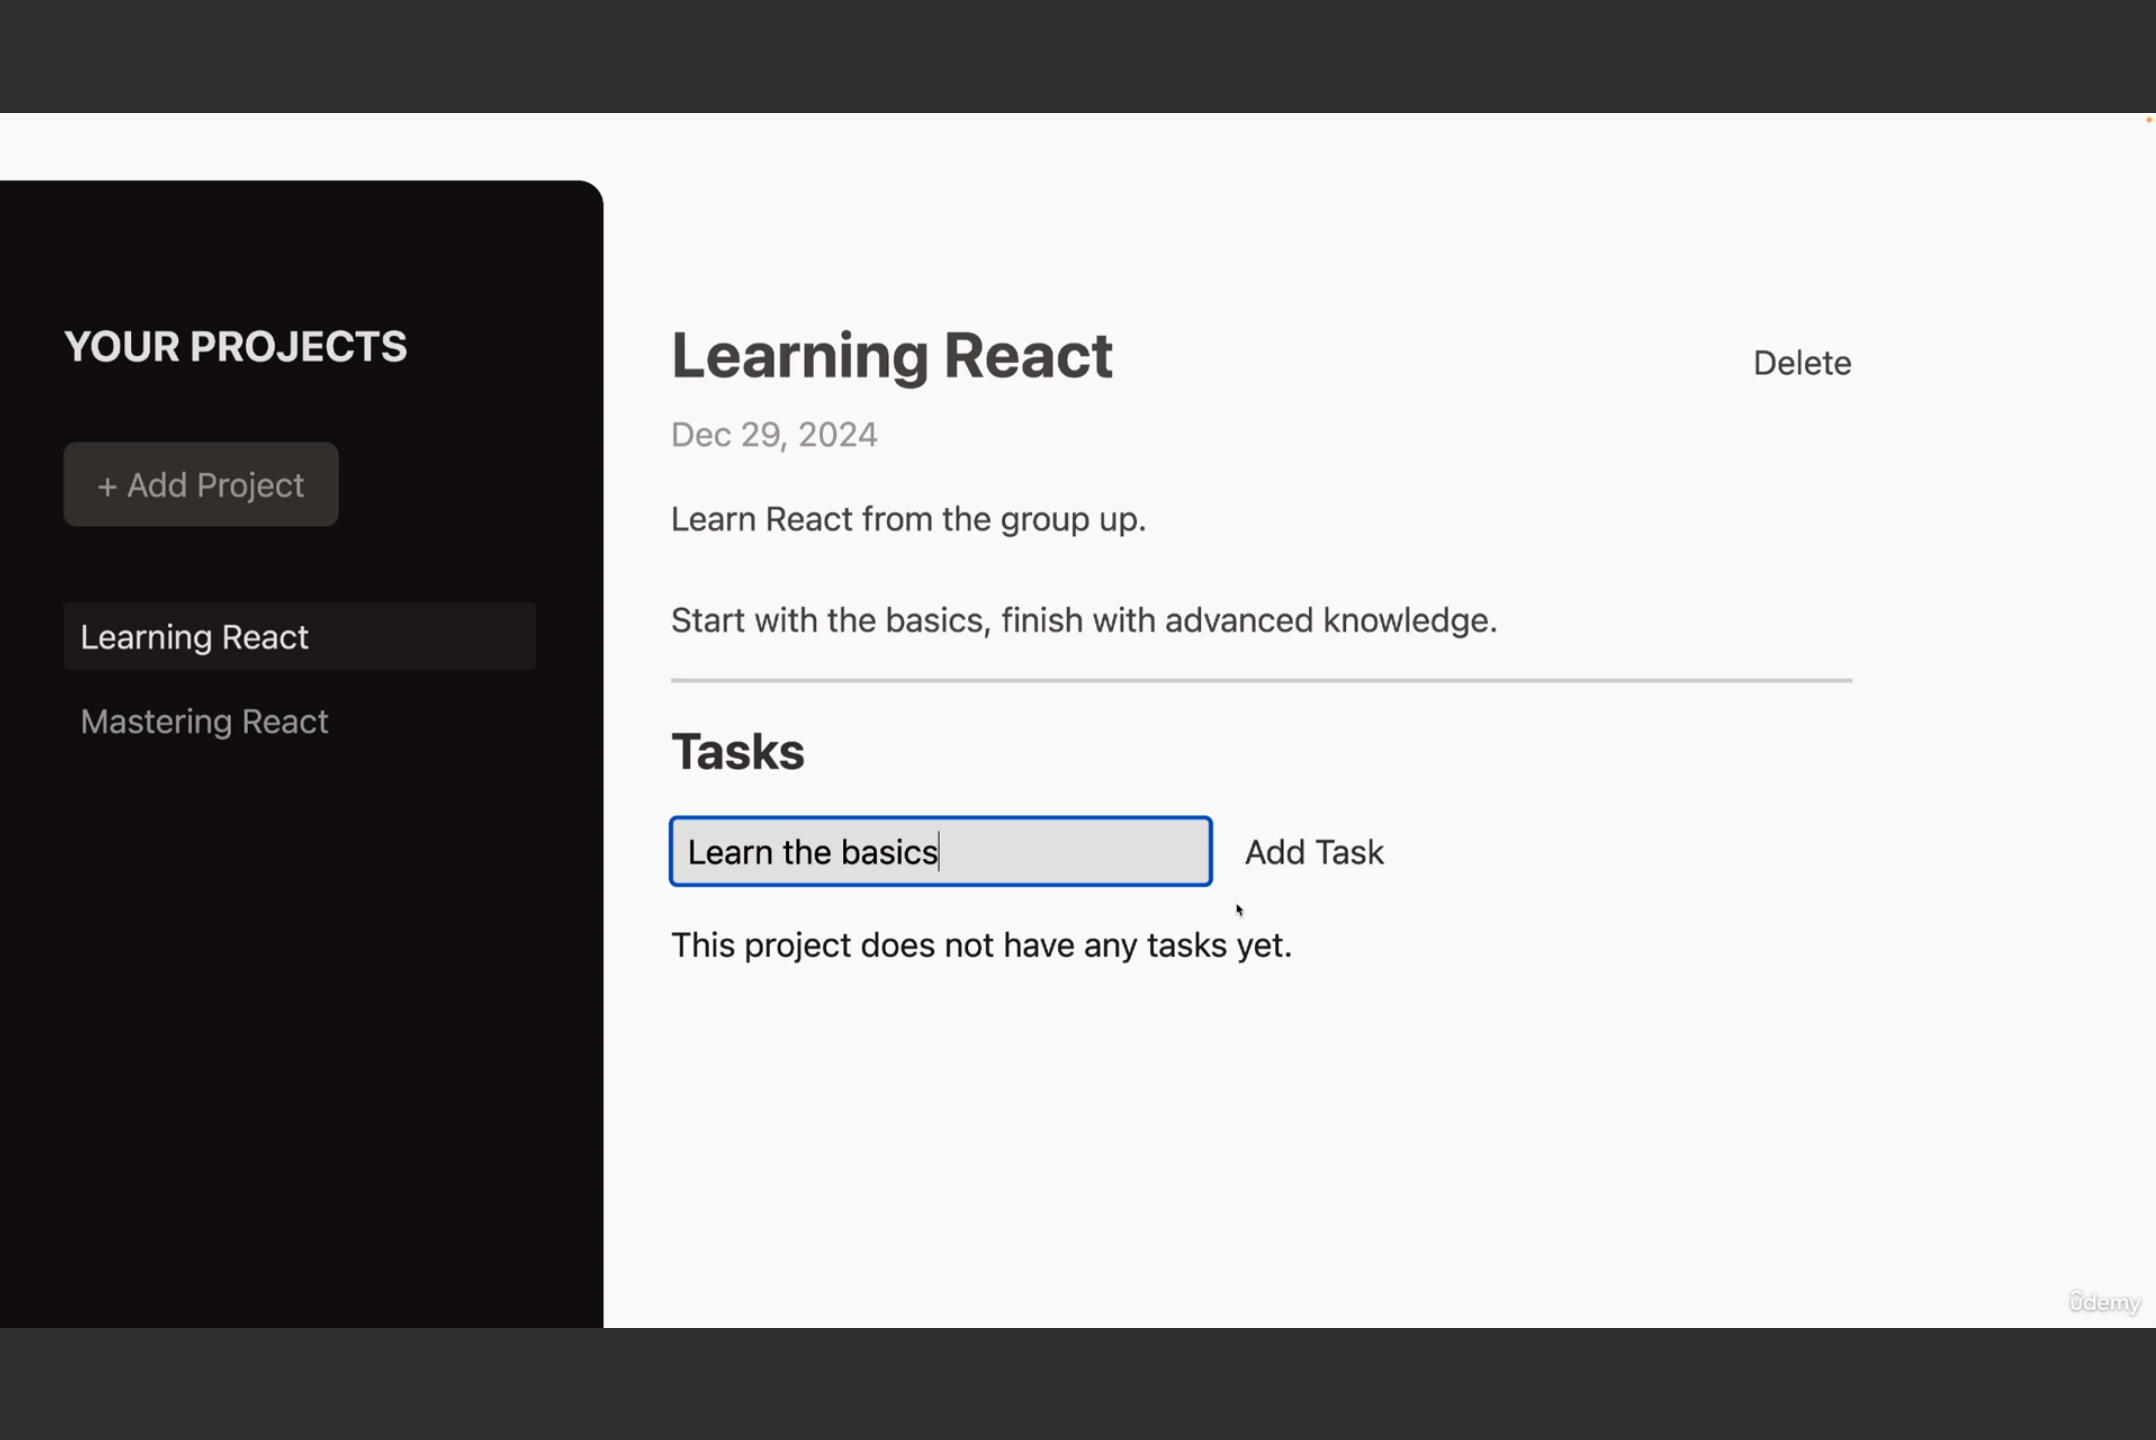 YOUR PROJECTS
+ Add Project
Learning React
Mastering React
Learning React
Delete
Dec 29, 2024
Learn React from the group up.
Start with the basics, finish with advanced knowledge.
Tasks
Learn the basics
Add Task
This project does not have any tasks yet.
ûdemy